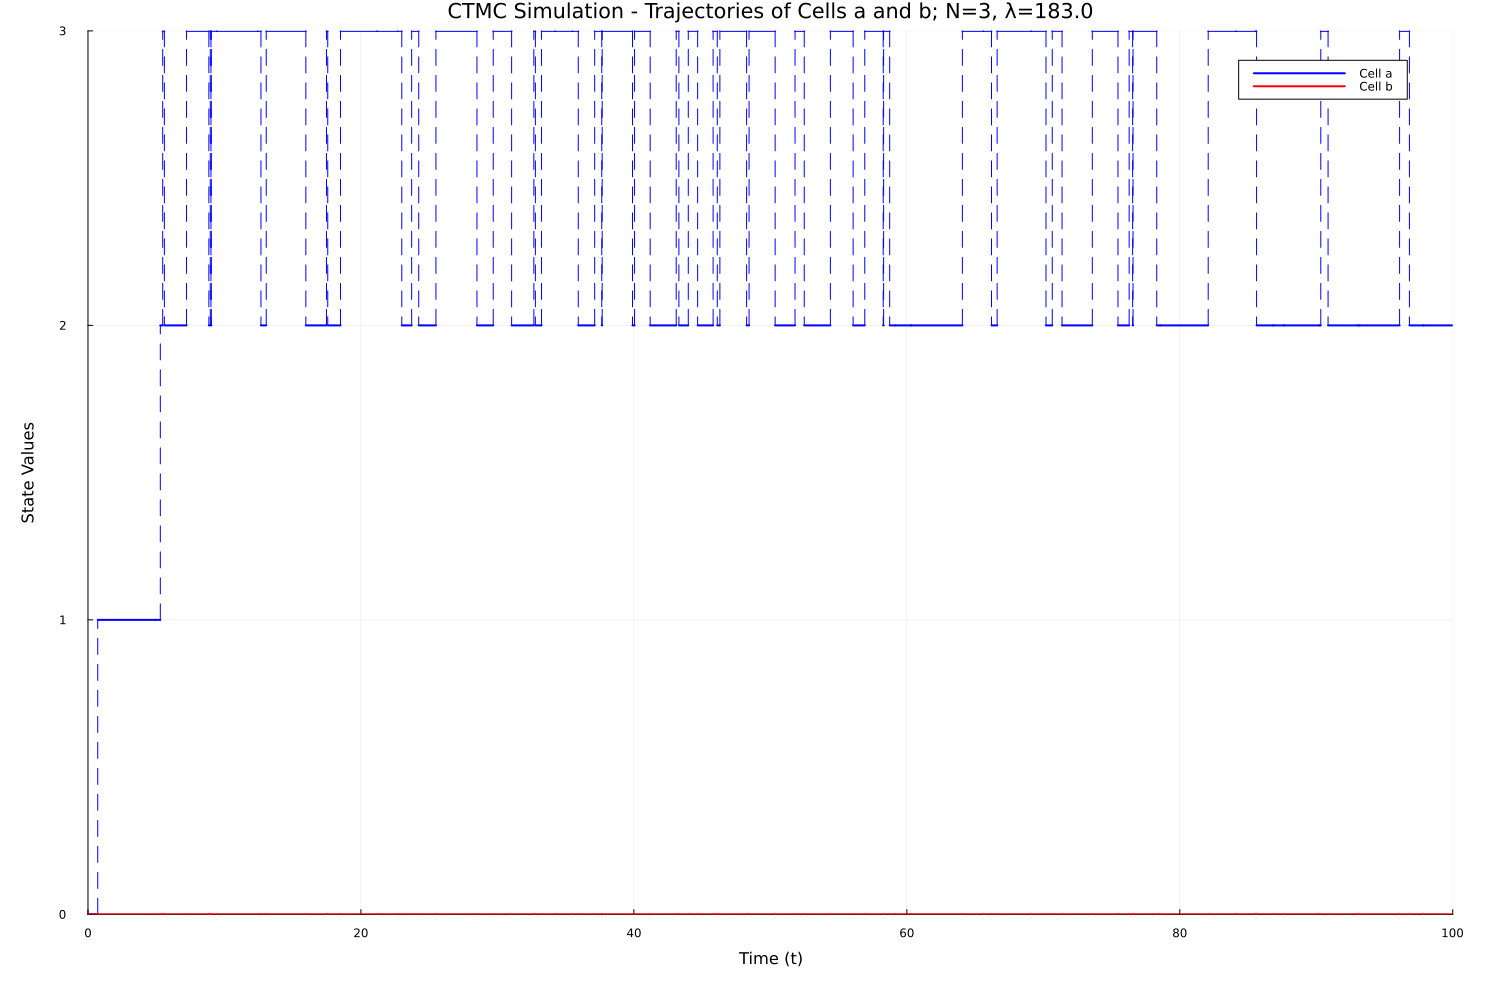 CTMC Simulation - Trajectories of Cells a and b; N=3, λ=183.0
3
Cell a
Cell b
2
State Values
1
0
0 20 40 60 80 100
Time (t)